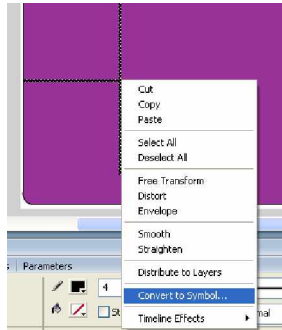 Cut
Copy
Paste
Select All
Deselect All
Free Transform
Distort
Envelope
Smooth
Straighten
Distribute to Layers
s | Parameters
Convert to Symbol...
4
St
mal
Timeline Effects